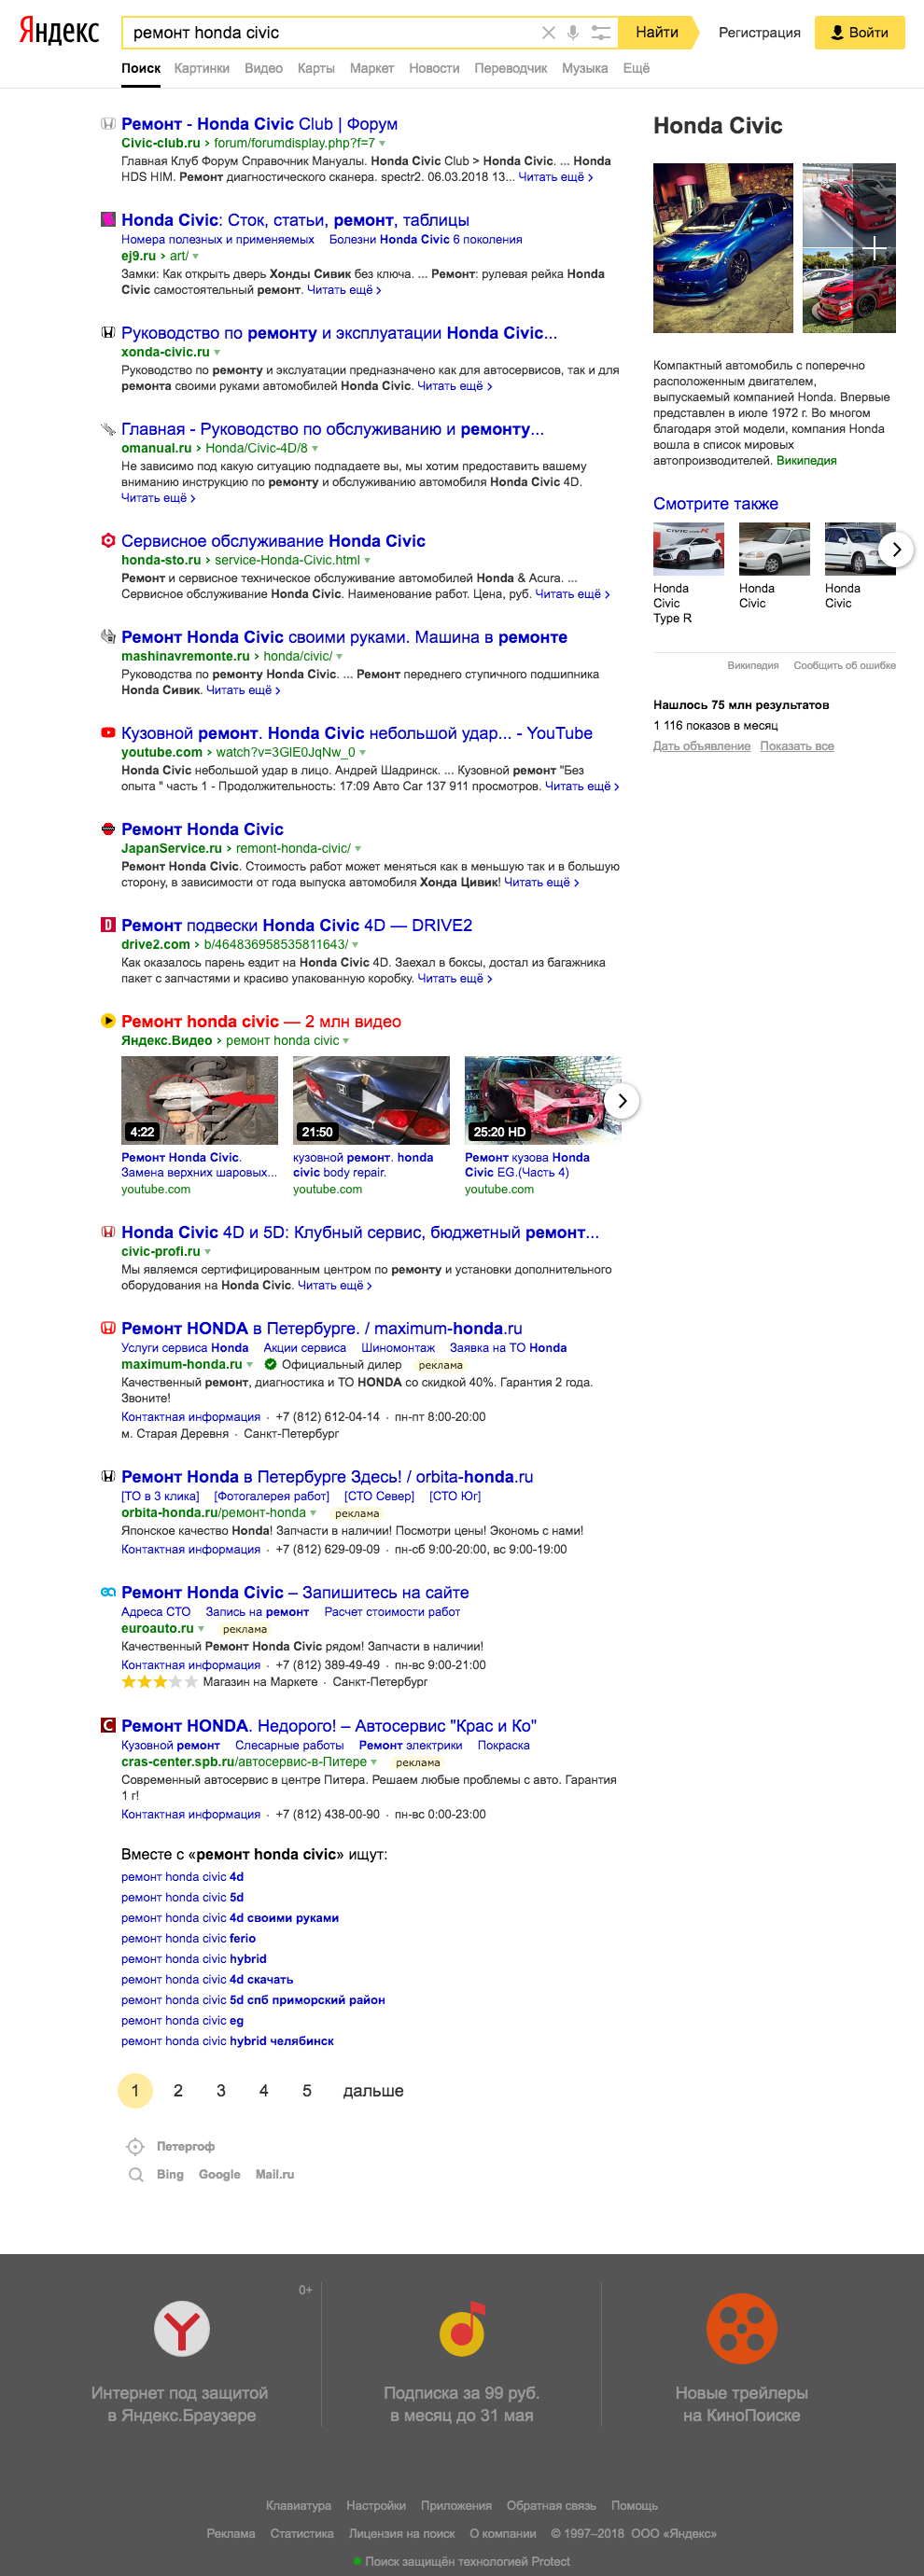 Яндекс
ремонт honda civic
Найти
Регистрация
Войти
Поиск Картинки Видео Карты Маркет Новости Переводчик Музыка Ещё
Ремонт - Honda Civic Club | Форум
Civic-club.ru › forum/forumdisplay.php?f=7
Главная Клуб Форум Справочник Мануалы. Honda Civic Club > Honda Civic. ... Honda
HDS HIM. Ремонт диагностического сканера. spectr2. 06.03.2018 13... Читать ещё ›
Honda Civic: Сток, статьи, ремонт, таблицы
Номера полезных и применяемых Болезни Honda Civic 6 поколения
ej9.ru › art/
Замки: Как открыть дверь Хонды Сивик без ключа. ... Ремонт: рулевая рейка Honda
Civic самостоятельный ремонт. Читать ещё ›
Руководство по ремонту и эксплуатации Honda Civic...
xonda-civic.ru
Руководство по ремонту и экслуатации предназначено как для автосервисов, так и для
ремонта своими руками автомобилей Honda Civic. Читать ещё ›
Главная - Руководство по обслуживанию и ремонту...
omanual.ru › Honda/Civic-4D/8
Не зависимо под какую ситуацию подпадаете вы, мы хотим предоставить вашему
вниманию инструкцию по ремонту и обслуживанию автомобиля Honda Civic 4D.
Читать ещё ›
Сервисное обслуживание Honda Civic
honda-sto.ru › service-Honda-Civic.html
Ремонт и сервисное техническое обслуживание автомобилей Honda & Acura. ...
Сервисное обслуживание Honda Civic. Наименование работ. Цена, руб. Читать ещё ›
Ремонт Honda Civic своими руками. Машина в ремонте
mashinavremonte.ru › honda/civic/
Руководства по ремонту Honda Civic. ... Ремонт переднего ступичного подшипника
Honda Сивик. Читать ещё ›
Кузовной ремонт. Honda Civic небольшой удар... - YouTube
youtube.com › watch?v=3GlE0JqNw_0
Honda Civic небольшой удар в лицо. Андрей Шадринск. ... Кузовной ремонт "Без
опыта " часть 1 - Продолжительность: 17:09 Авто Car 137 911 просмотров. Читать ещё ›
Ремонт Honda Civic
JapanService.ru › remont-honda-civic/
Ремонт Honda Civic. Стоимость работ может меняться как в меньшую так и в большую
сторону, в зависимости от года выпуска автомобиля Хонда Цивик! Читать ещё ›
Ремонт подвески Honda Civic 4D — DRIVE2
drive2.com › b/464836958535811643/
Как оказалось парень ездит на Honda Civic 4D. Заехал в боксы, достал из багажника
пакет с запчастями и красиво упакованную коробку. Читать ещё ›
Ремонт honda civic — 2 млн видео
Яндекс.Видео › ремонт honda civic
4:22
21:50
25:20 HD
Ремонт Honda Civic.
Замена верхних шаровых...
youtube.com
кузовной ремонт. honda
civic body repair.
youtube.com
Ремонт кузова Honda
Civic EG.(Часть 4)
youtube.com
Honda Civic 4D и 5D: Клубный сервис, бюджетный ремонт...
civic-profi.ru
Мы являемся сертифицированным центром по ремонту и установки дополнительного
оборудования на Honda Civic. Читать ещё ›
Ремонт HONDA в Петербурге. / maximum-honda.ru
Услуги сервиса Honda Акции сервиса Шиномонтаж Заявка на ТО Honda
maximum-honda.ru Официальный дилер реклама
Качественный ремонт, диагностика и ТО HONDA со скидкой 40%. Гарантия 2 года.
Звоните!
Контактная информация · +7 (812) 612-04-14 · пн-пт 8:00-20:00
м. Старая Деревня · Санкт-Петербург
Ремонт Honda в Петербурге Здесь! / orbita-honda.ru
[ТО в 3 клика] [Фотогалерея работ] [СТО Север] [СТО Юг]
orbita-honda.ru/ремонт-honda реклама
Японское качество Honda! Запчасти в наличии! Посмотри цены! Экономь с нами!
Контактная информация · +7 (812) 629-09-09 · пн-сб 9:00-20:00, вс 9:00-19:00
Ремонт Honda Civic – Запишитесь на сайте
Адреса СТО Запись на ремонт Расчет стоимости работ
euroauto.ru реклама
Качественный Ремонт Honda Civic рядом! Запчасти в наличии!
Контактная информация · +7 (812) 389-49-49 · пн-вс 9:00-21:00
Магазин на Маркете · Санкт-Петербург
Ремонт HONDA. Недорого! – Автосервис "Крас и Ко"
Кузовной ремонт Слесарные работы Ремонт электрики Покраска
cras-center.spb.ru/автосервис-в-Питере реклама
Современный автосервис в центре Питера. Решаем любые проблемы с авто. Гарантия
1 г!
Контактная информация · +7 (812) 438-00-90 · пн-вс 0:00-23:00
Вместе с «ремонт honda civic» ищут:
ремонт honda civic 4d
ремонт honda civic 5d
ремонт honda civic 4d своими руками
ремонт honda civic ferio
ремонт honda civic hybrid
ремонт honda civic 4d скачать
ремонт honda civic 5d спб приморский район
ремонт honda civic eg
ремонт honda civic hybrid челябинск
1 2 3 4 5 дальше
Петергоф
Bing Google Mail.ru
Honda Civic
Компактный автомобиль с поперечно
расположенным двигателем,
выпускаемый компанией Honda. Впервые
представлен в июле 1972 г. Во многом
благодаря этой модели, компания Honda
вошла в список мировых
автопроизводителей. Википедия
Смотрите также
Honda
Civic
Type R
Honda
Civic
Honda
Civic
Википедия Сообщить об ошибке
Нашлось 75 млн результатов
1 116 показов в месяц
Дать объявление Показать все
0+
Интернет под защитой
в Яндекс.Браузере
Подписка за 99 руб.
в месяц до 31 мая
Новые трейлеры
на КиноПоиске
Клавиатура Настройки Приложения Обратная связь Помощь
Реклама Статистика Лицензия на поиск О компании © 1997–2018 ООО «Яндекс»
Поиск защищён технологией Protect